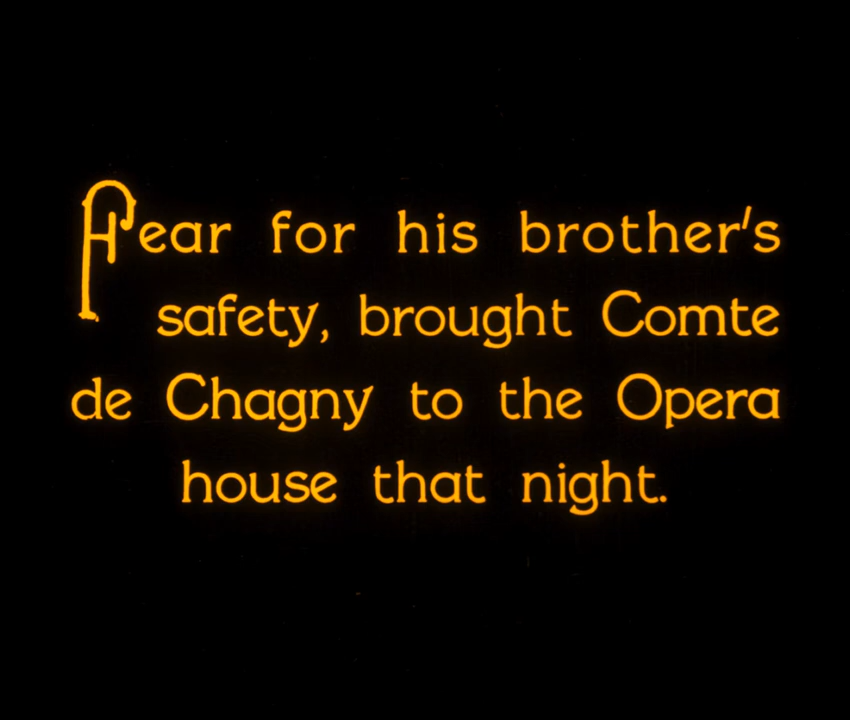 Fear for his brother's
safety, brought Comte
de Chagny to the Opera
house that night.